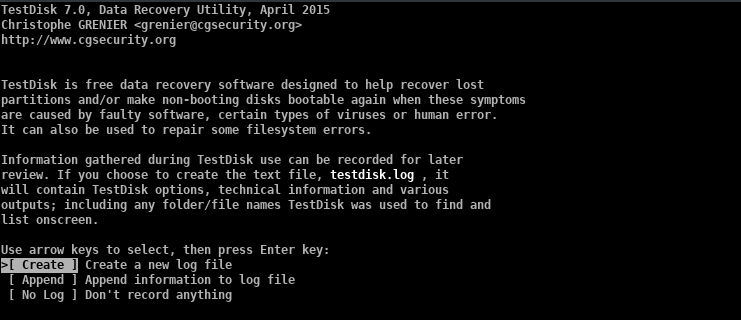 TestDisk 7.0, Data Recovery Utility, April 2015
Christophe GRENIER <grenier@cgsecurity.org>
http://www.cgsecurity.org
TestDisk is free data recovery software designed to help recover lost
partitions and/or make non-booting disks bootable again when these symptoms
are caused by faulty software, certain types of viruses or human error.
It can also be used to repair some filesystem errors.
Information gathered during TestDisk use can be recorded for later
review. If you choose to create the text file, testdisk.log , it
will contain TestDisk options, technical information and various
outputs; including any folder/file names TestDisk was used to find and
list onscreen.
Use arrow keys to select, then press Enter key:
>[ Create ] Create a new log file
[ Append ] Append information to log file
[ No Log ] Don't record anything